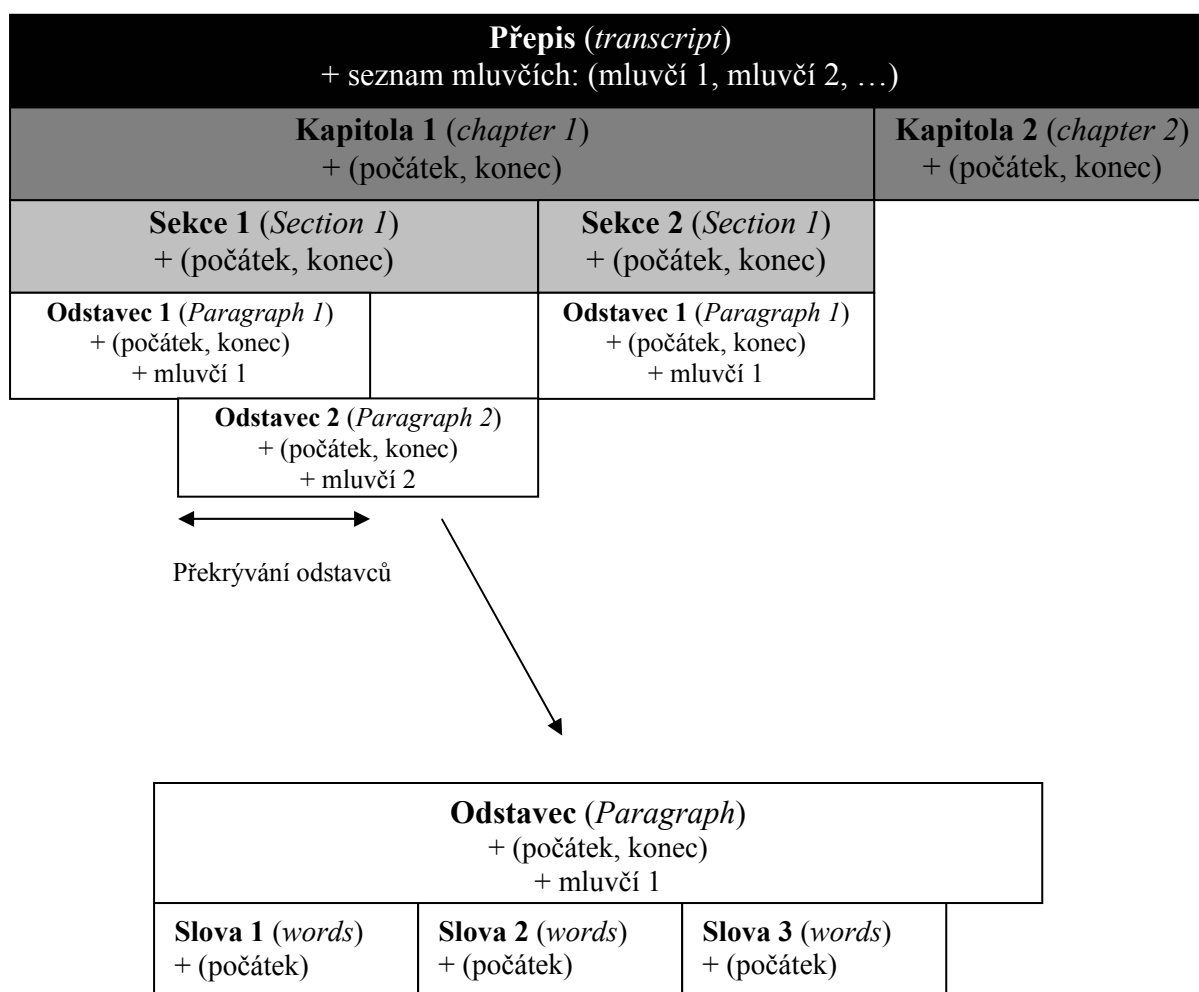 Přepis (transcript)
+ seznam mluvčích: (mluvčí 1, mluvčí 2, …)
Kapitola 1 (chapter 1)
+ (počátek, konec)
Kapitola 2 (chapter 2)
+ (počátek, konec)
Sekce 1 (Section 1)
+ (počátek, konec)
Sekce 2 (Section 1)
+ (počátek, konec)
Odstavec 1 (Paragraph 1)
+ (počátek, konec)
+ mluvčí 1
Odstavec 1 (Paragraph 1)
+ (počátek, konec)
+ mluvčí 1
Odstavec 2 (Paragraph 2)
+ (počátek, konec)
+ mluvčí 2
Překrývání odstavců
Odstavec (Paragraph)
+ (počátek, konec)
+ mluvčí 1
Slova 1 (words)
+ (počátek)
Slova 2 (words)
+ (počátek)
Slova 3 (words)
+ (počátek)